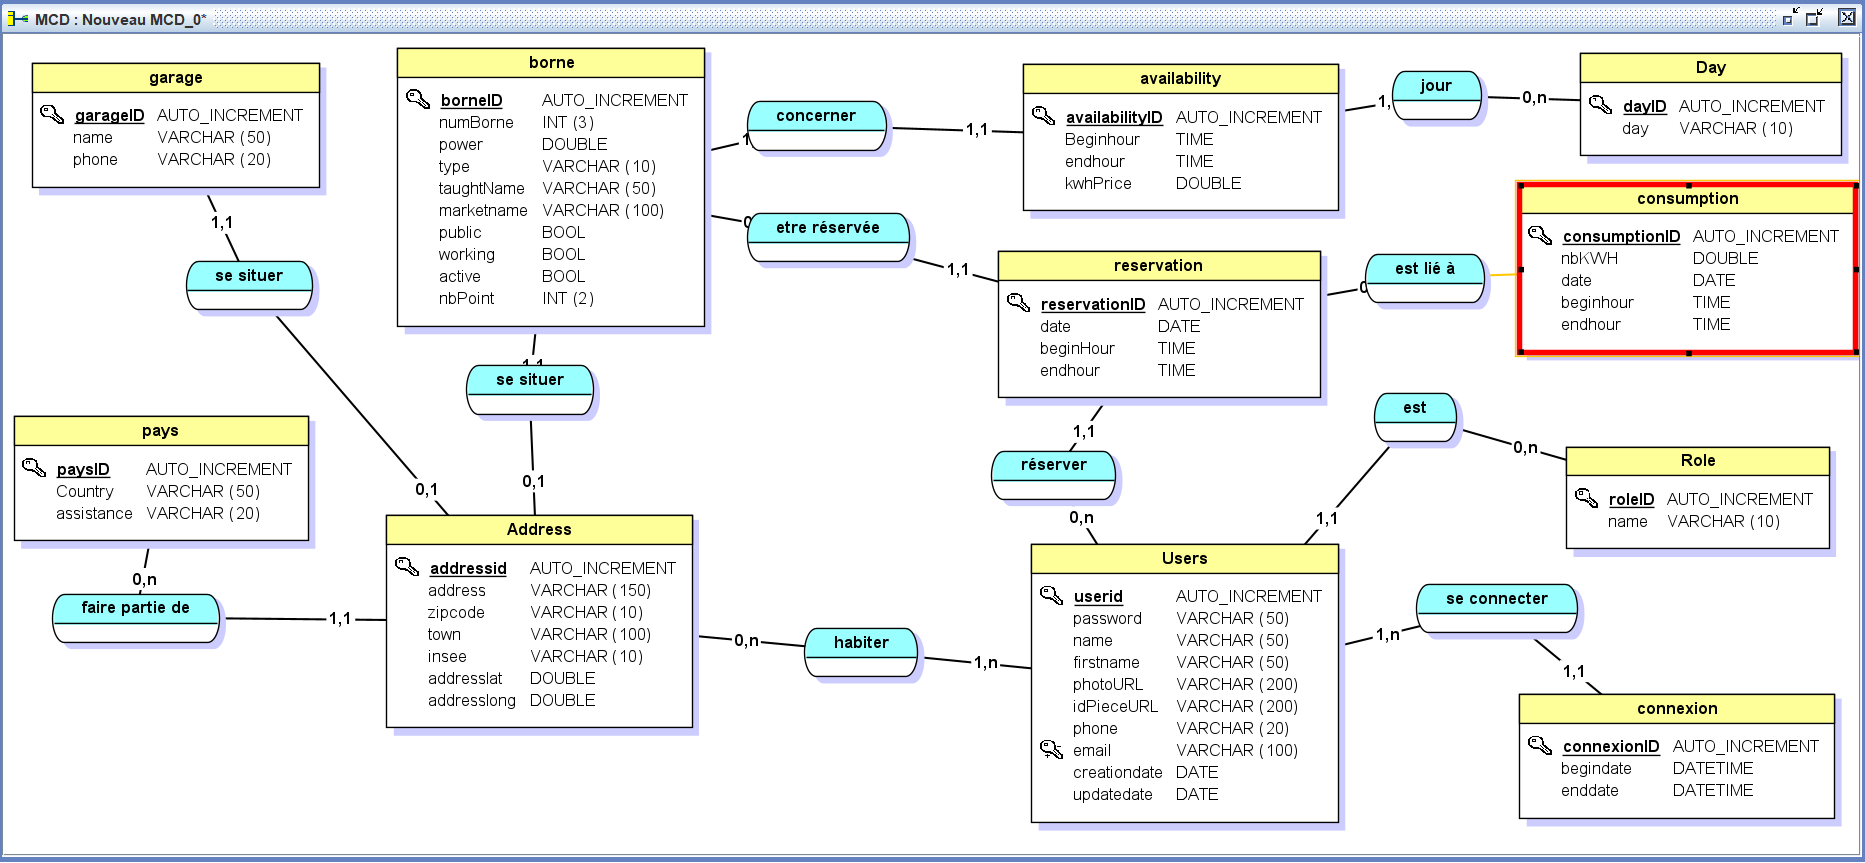 MCD : Nouveau MCD_0*
garage
garageID AUTO_INCREMENT
name VARCHAR (50)
phone VARCHAR (20)
1,1
se situer
0,1
borne
borneID AUTO_INCREMENT
numBorne INT (3)
power DOUBLE
type VARCHAR (10)
taughtName VARCHAR (50)
marketname VARCHAR (100)
public BOOL
working BOOL
active BOOL
nbPoint INT (2)
1,1
se situer
0,1
concerner
1,1
etre réservée
1,1
availability
availabilityID AUTO_INCREMENT
Beginhour TIME
endhour TIME
kwhPrice DOUBLE
jour
0,n
Day
dayID AUTO_INCREMENT
day VARCHAR (10)
reservation
reservationID AUTO_INCREMENT
date DATE
beginHour TIME
endhour TIME
est lié à
consumption
consumptionID AUTO_INCREMENT
nbKWH DOUBLE
date DATE
beginhour TIME
endhour TIME
1,1
réserver
0,n
est
0,n
1,1
Role
roleID AUTO_INCREMENT
name VARCHAR (10)
pays
paysID AUTO_INCREMENT
Country VARCHAR (50)
assistance VARCHAR (20)
0,n
faire partie de
1,1
Address
addressid AUTO_INCREMENT
address VARCHAR (150)
zipcode VARCHAR (10)
town VARCHAR (100)
insee VARCHAR (10)
addresslat DOUBLE
addresslong DOUBLE
0,n
habiter
1,n
Users
userid AUTO_INCREMENT
password VARCHAR (50)
name VARCHAR (50)
firstname VARCHAR (50)
photoURL VARCHAR (200)
idPieceURL VARCHAR (200)
phone VARCHAR (20)
email VARCHAR (100)
creationdate DATE
updatedate DATE
1,n
se connecter
1,1
connexion
connexionID AUTO_INCREMENT
begindate DATETIME
enddate DATETIME